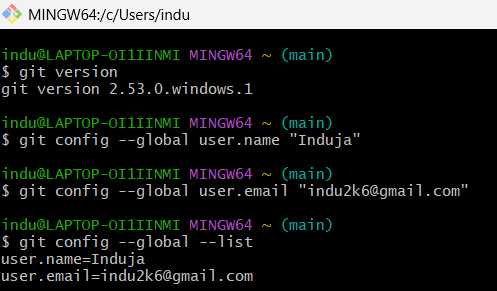 MINGW64:/c/Users/indu
indu@LAPTOP-OI1IINMI MINGW64 ~ (main)
$ git version
git version 2.53.0.windows.1
indu@LAPTOP-OI1IINMI MINGW64 ~ (main)
$ git config --global user.name "Induja"
indu@LAPTOP-OI1IINMI MINGW64 ~ (main)
$ git config --global user.email "indu2k6@gmail.com"
indu@LAPTOP-OI1IINMI MINGW64 ~ (main)
$ git config --global --list
user.name=Induja
user.email=indu2k6@gmail.com